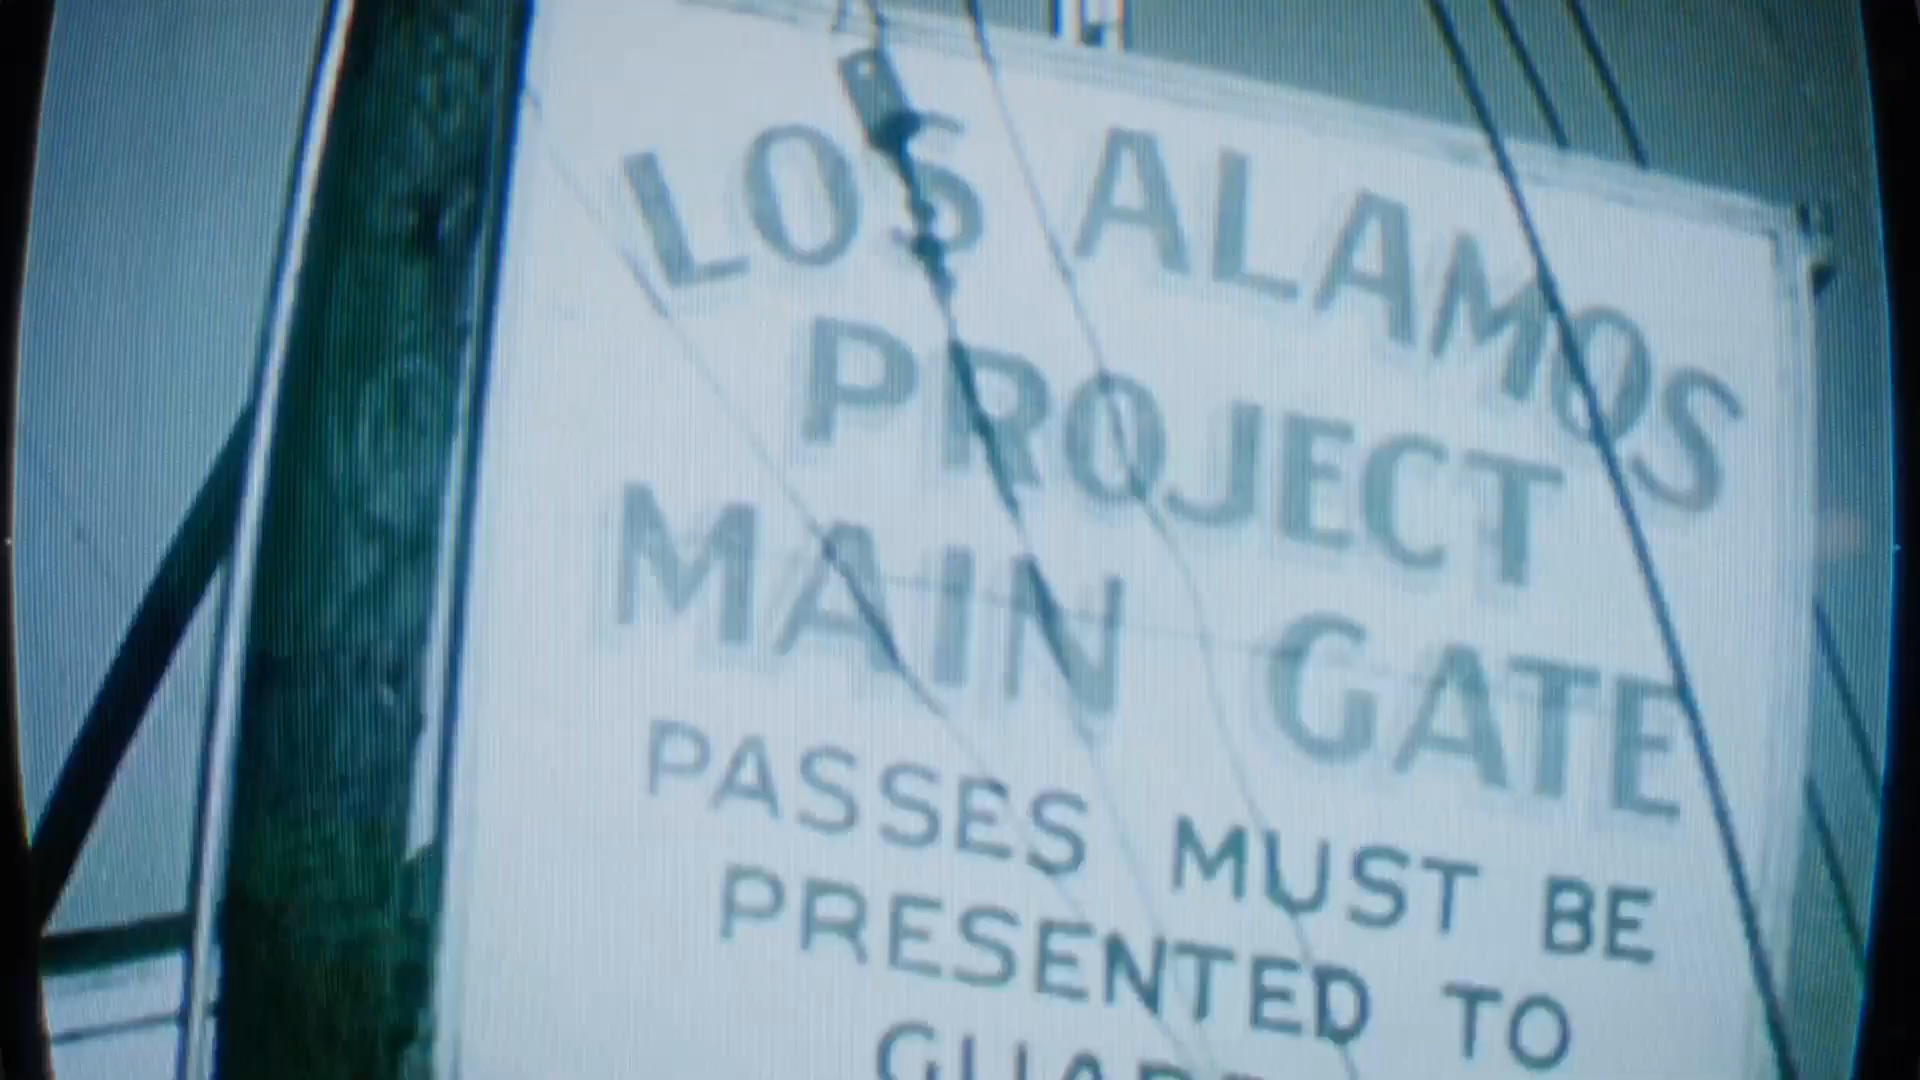 LOS ALAMOS
PROJECT
MAIN GATE
PASSES MUST BE
PRESENTED TO